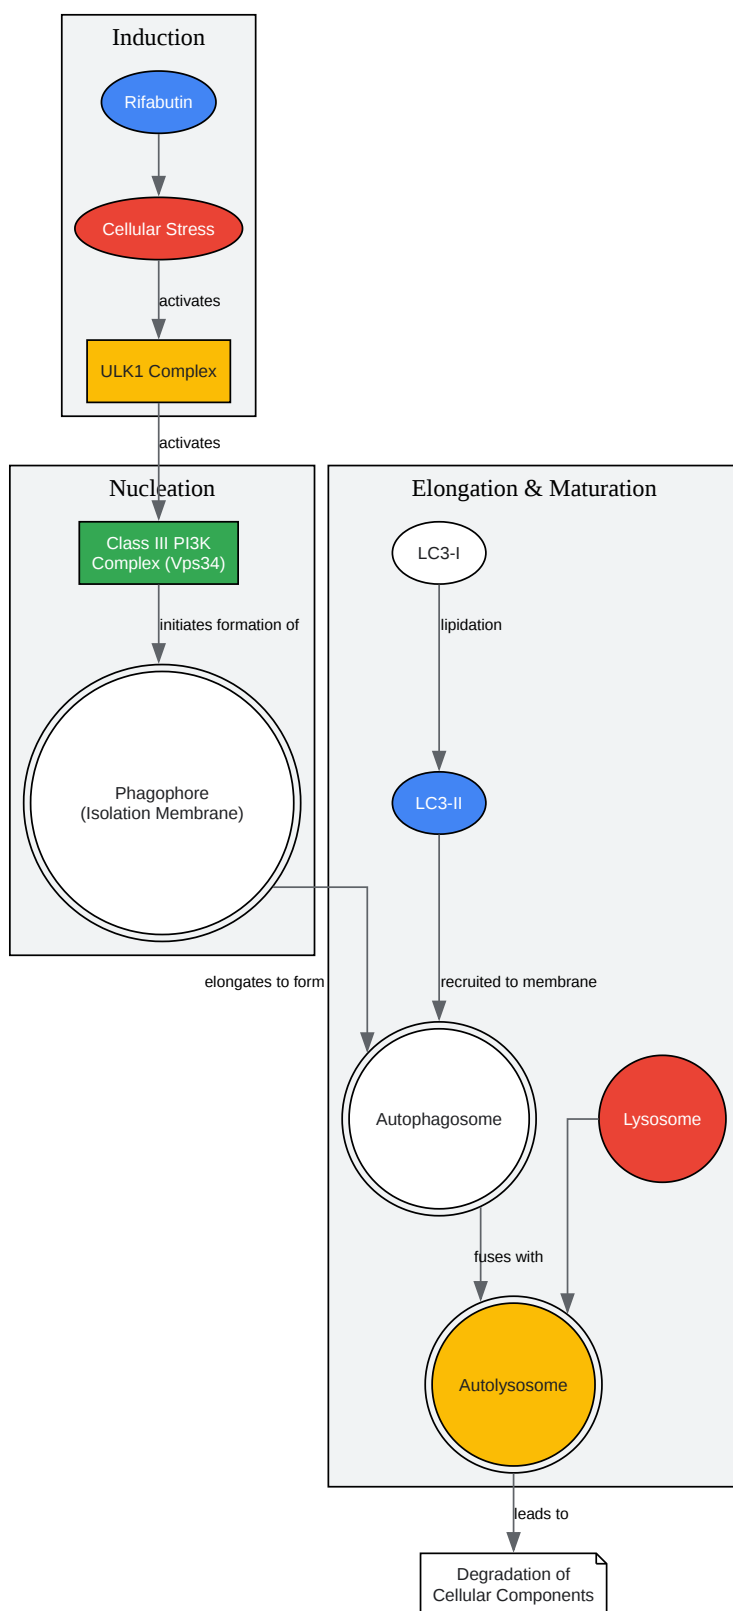 Induction
Rifabutin
Cellular Stress
activates
ULK1 Complex
activates
Nucleation
Class III PI3K
Complex (Vps34)
initiates formation of
Phagophore
(Isolation Membrane)
elongates to form
Elongation & Maturation
LC3-I
lipidation
LC3-II
recruited to membrane
Autophagosome
Lysosome
fuses with
Autolysosome
leads to
Degradation of
Cellular Components